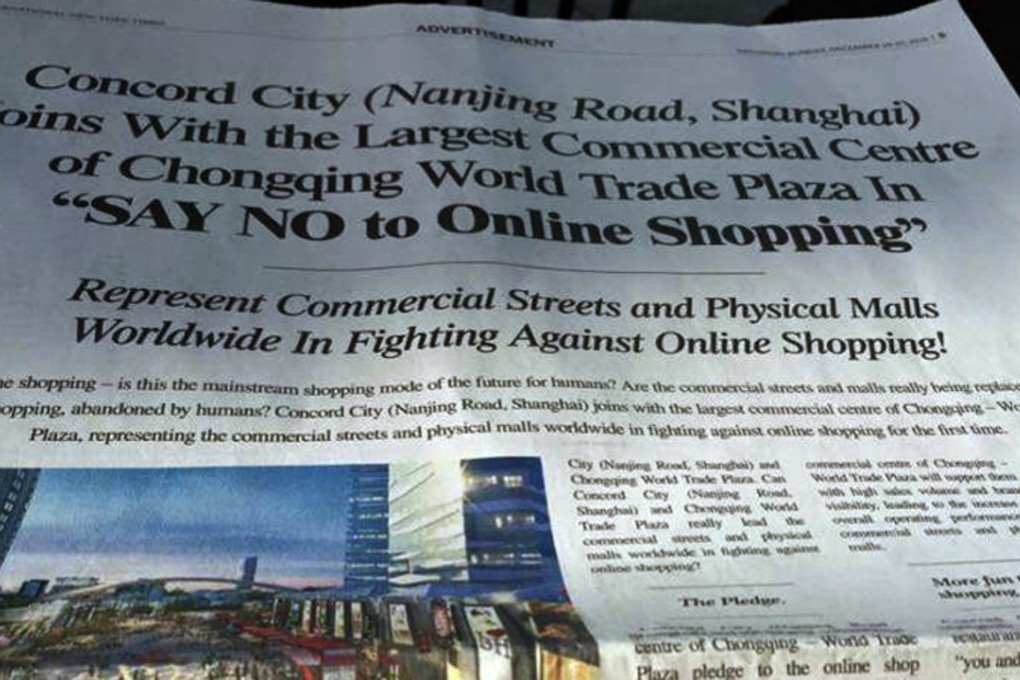 ADVERTISEMENT
Concord City (Nanjing Road, Shanghai)
oins With the Largest Commercial Centre
of Chongqing World Trade Plaza In
“SAY NO to Online Shopping”
Represent Commercial Streets and Physical Malls
Worldwide In Fighting Against Online Shopping!
ne shopping – is this the mainstream shopping mode of the future for humans? Are the commercial streets and malls really being replace
opping, abandoned by humans? Concord City (Nanjing Road, Shanghai) joins with the largest commercial centre of Chongqing – Wo
Plaza, representing the commercial streets and physical malls worldwide in fighting against online shopping for the first time.
City (Nanjing Road, Shanghai) and
Chongqing World Trade Plaza. Can
Concord City (Nanjing Road,
Shanghai) and Chongqing World
Trade Plaza really lead the
commercial streets and physical
malls worldwide in fighting against
online shopping?
The Pledge.
centre of Chongqing – World Trade
Plaza pledge to the online shop
commercial centre of Chongqing –
World Trade Plaza will support them
with high sales volume and bran
visibility, leading to the increase
overall operating performanc
commercial streets and ph
malls.
More fun
shopping,
restauran
“you and